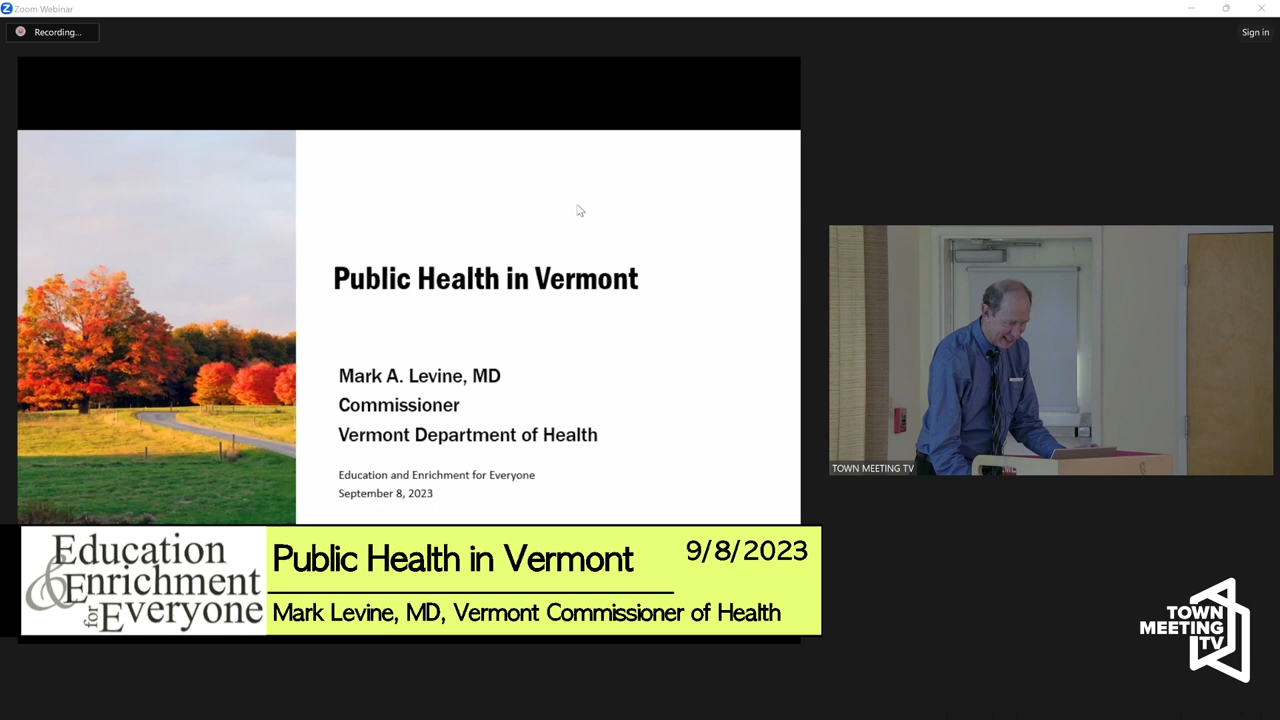 Zoom Webinar
Recording...
Sign in
Public Health in Vermont
Mark A. Levine, MD
Commissioner
Vermont Department of Health
Education and Enrichment for Everyone
September 8, 2023
TOWN MEETING TV
Education
& Enrichment
for Everyone
Public Health in Vermont
9/8/2023
Mark Levine, MD, Vermont Commissioner of Health
TOWN
MEETING
TV